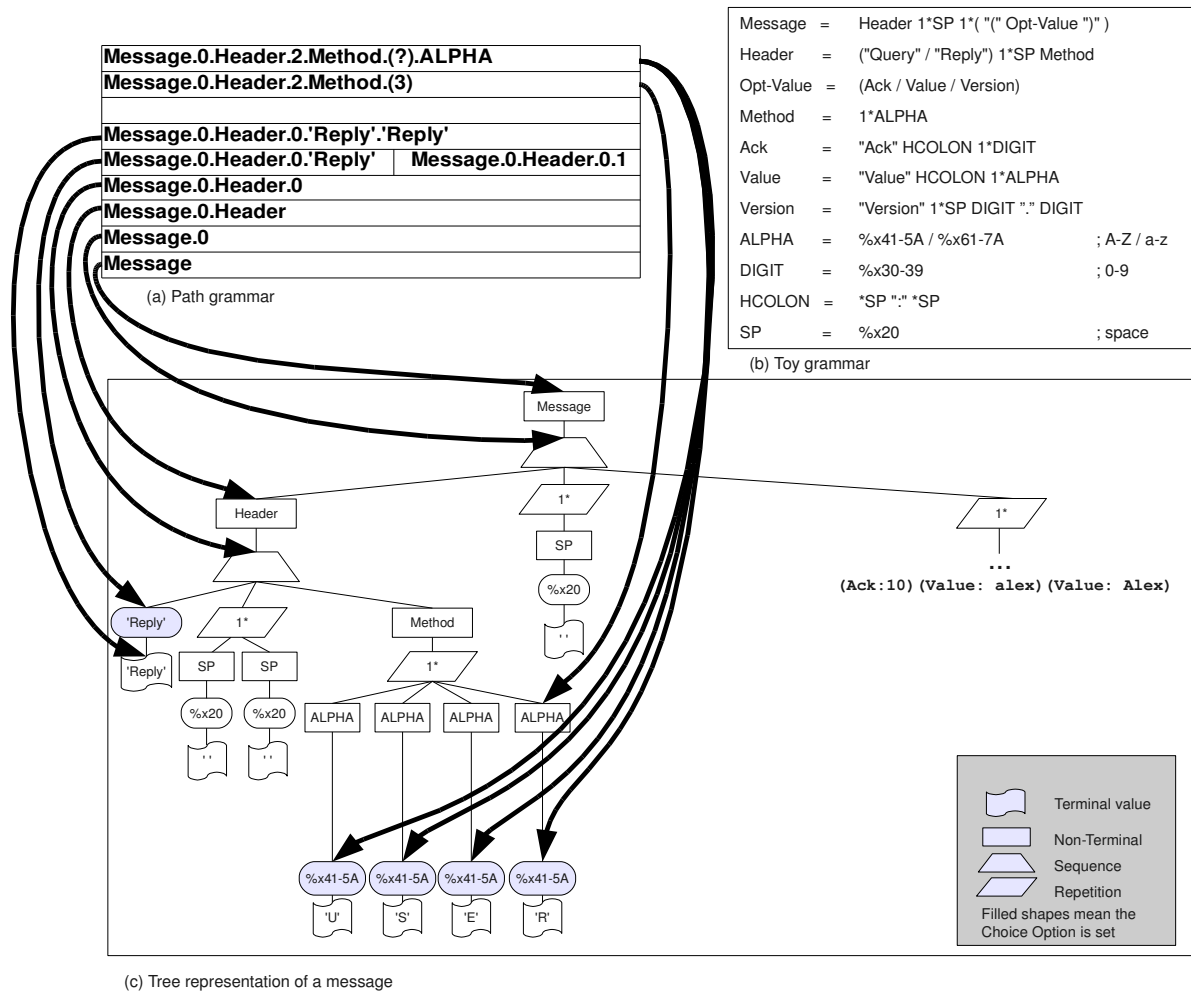 Message.0.Header.2.Method.(?).ALPHA
Message.0.Header.2.Method.(3)
Message.0.Header.0.'Reply'.'Reply'
Message.0.Header.0.'Reply' Message.0.Header.0.1
Message.0.Header.0
Message.0.Header
Message.0
Message
(a) Path grammar
Message = Header 1*SP 1*( "(" Opt-Value ")" )
Header = ("Query" / "Reply") 1*SP Method
Opt-Value = (Ack / Value / Version)
Method = 1*ALPHA
Ack = "Ack" HCOLON 1*DIGIT
Value = "Value" HCOLON 1*ALPHA
Version = "Version" 1*SP DIGIT "." DIGIT
ALPHA = %x41-5A / %x61-7A ; A-Z / a-z
DIGIT = %x30-39 ; 0-9
HCOLON = *SP ":" *SP
SP = %x20 ; space
(b) Toy grammar
Message
Header 1* 1*
SP
...
%x20 (Ack:10)(Value: alex)(Value: Alex)
'Reply' 1* Method
' '
'Reply' SP SP 1*
%x20 %x20 ALPHA ALPHA ALPHA ALPHA
' ' ' '
%x41-5A %x41-5A %x41-5A %x41-5A
'U' 'S' 'E' 'R'
Terminal value
Non-Terminal
Sequence
Repetition
Filled shapes mean the
Choice Option is set
(c) Tree representation of a message